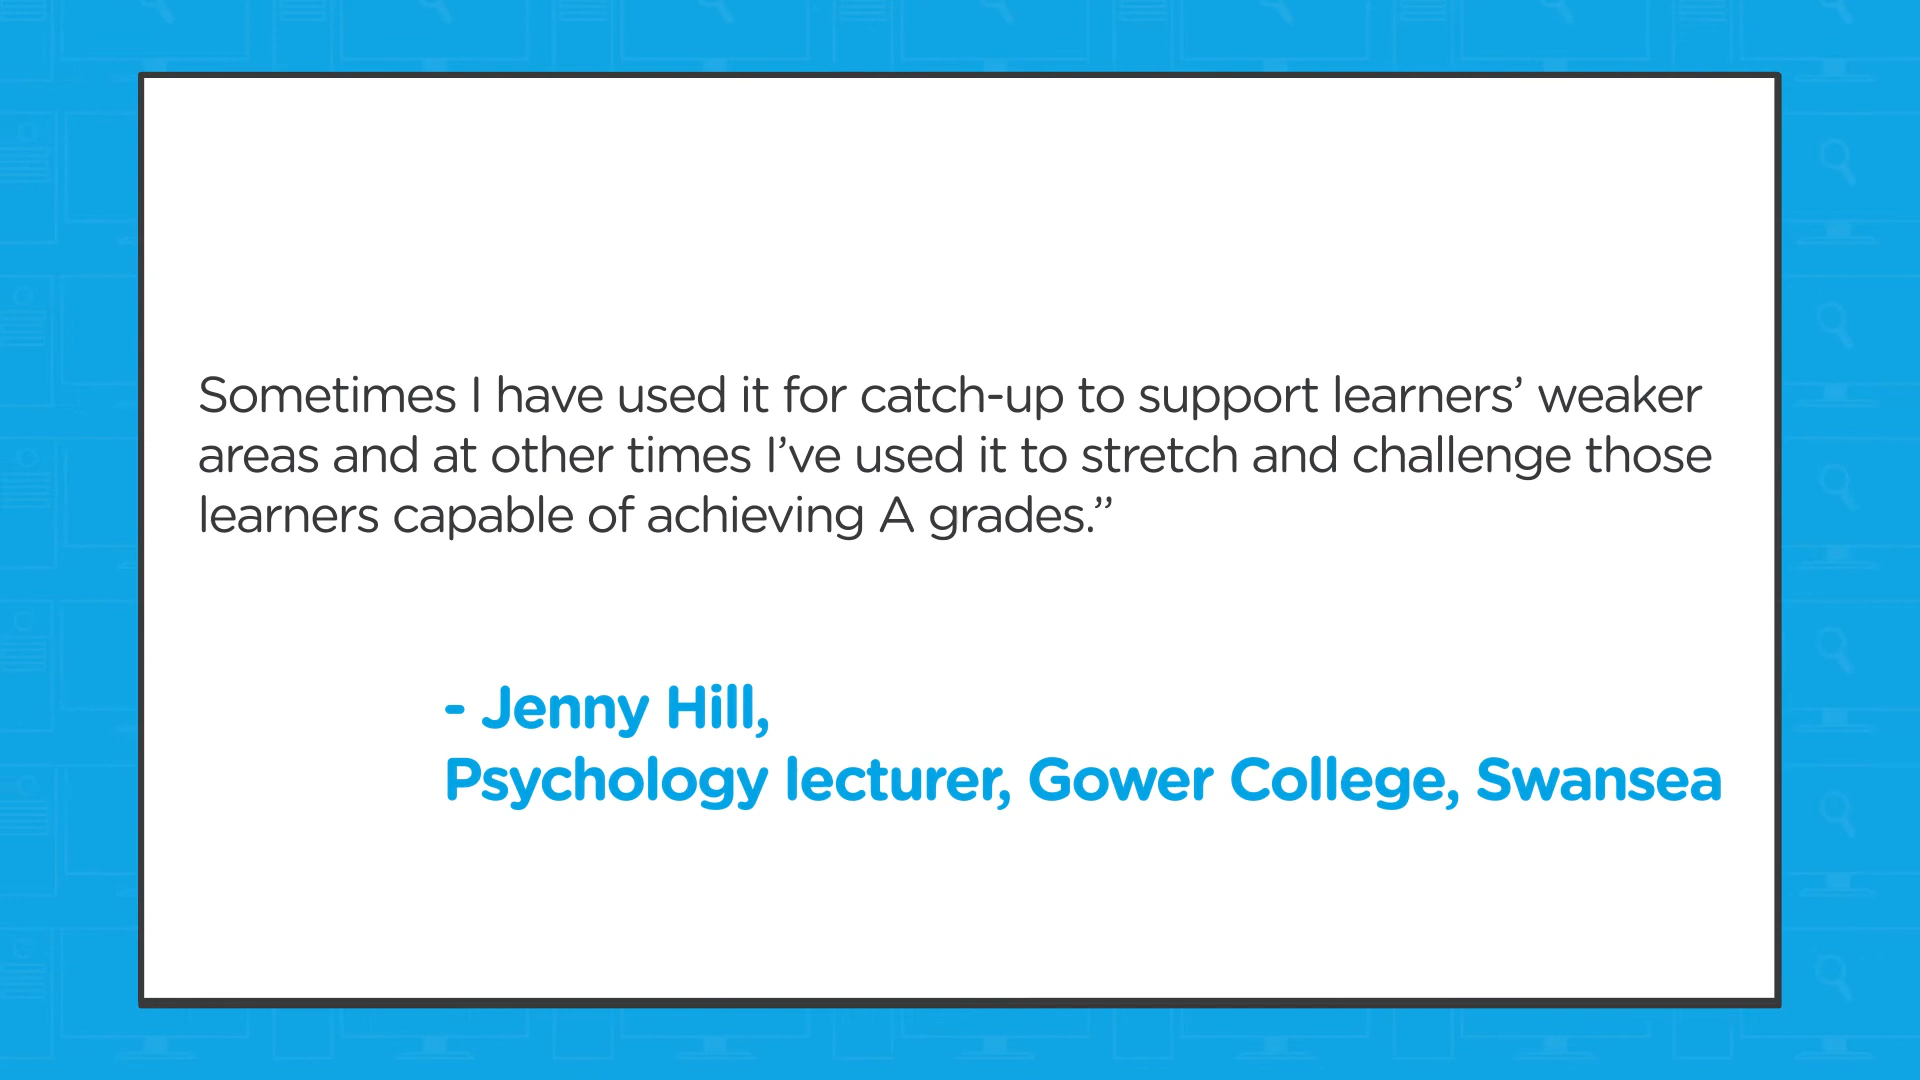 Sometimes I have used it for catch-up to support learners’ weaker
areas and at other times I’ve used it to stretch and challenge those
learners capable of achieving A grades.”
- Jenny Hill,
Psychology lecturer, Gower College, Swansea